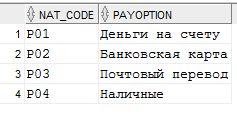 NAT_CODE PAYOPTION
1 P01 Деньги на счету
2 P02 Банковская карта
3 P03 Почтовый перевод
4 P04 Наличные